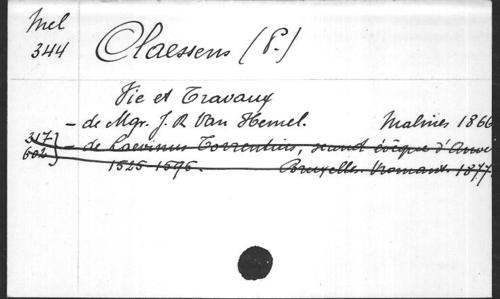 Mel
344
Claessens (P.)
Vie et Travaux
- de Mgr. J. R. Van Hemel. Malines 1866
317
602 } - de Laevinus Torrentius, second évêque d'Anve
1525-1595. Bruxelles. Vromant. 1877.